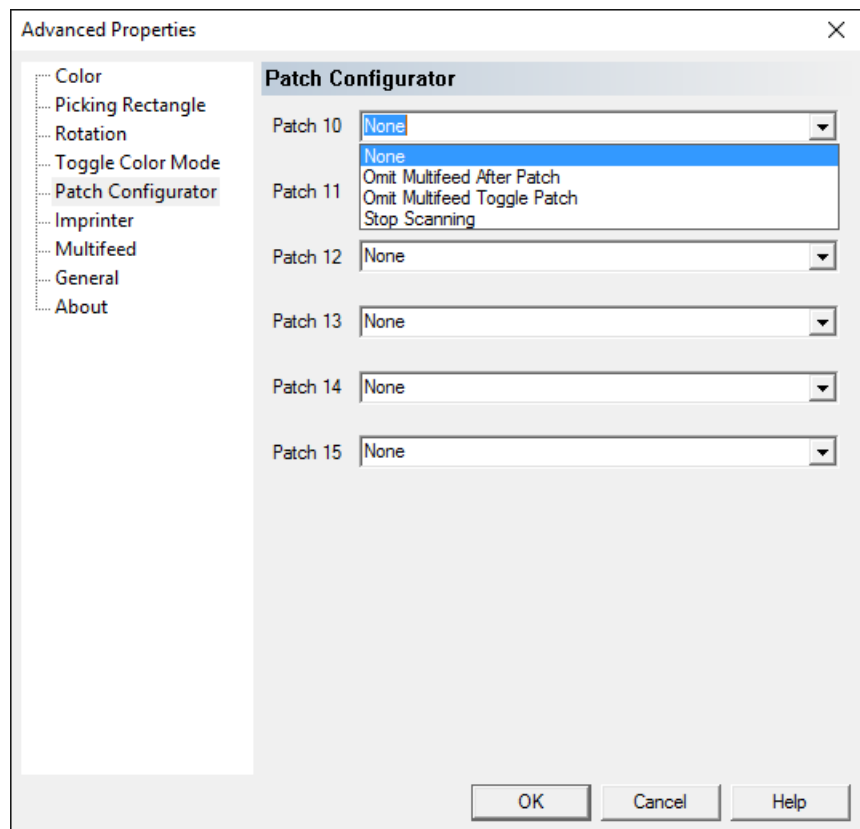 Advanced Properties
Color
Picking Rectangle
Rotation
Toggle Color Mode
Patch Configurator
Imprinter
Multifeed
General
About
Patch Configurator
Patch 10 None
None
Omit Multifeed After Patch
Patch 11 Omit Multifeed Toggle Patch
Stop Scanning
Patch 12 None
Patch 13 None
Patch 14 None
Patch 15 None
OK Cancel Help